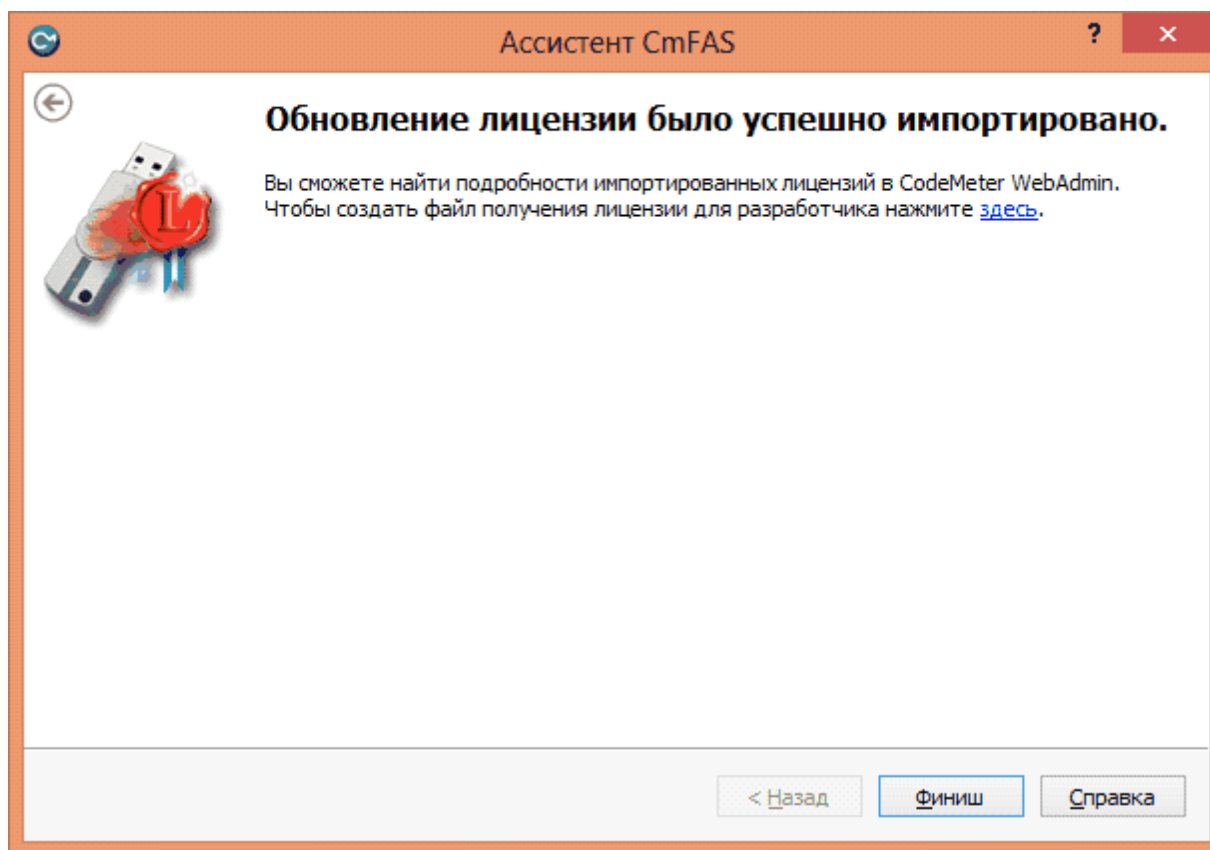 Ассистент CmFAS
?
Обновление лицензии было успешно импортировано.
Вы сможете найти подробности импортированных лицензий в CodeMeter WebAdmin.
Чтобы создать файл получения лицензии для разработчика нажмите здесь.
L
< Назад
Финиш
Справка